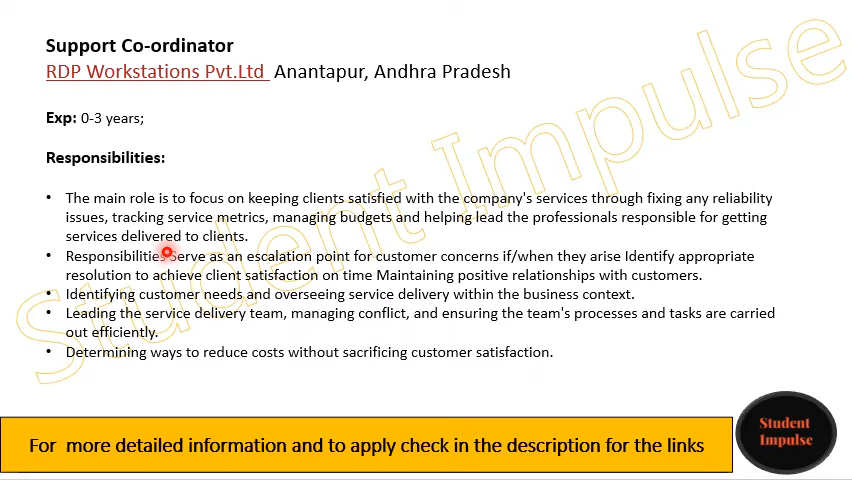 Support Co-ordinator
RDP Workstations Pvt.Ltd Anantapur, Andhra Pradesh
Exp: 0-3 years;
Responsibilities:
• The main role is to focus on keeping clients satisfied with the company's services through fixing any reliability
issues, tracking service metrics, managing budgets and helping lead the professionals responsible for getting
services delivered to clients.
• Responsibilities Serve as an escalation point for customer concerns if/when they arise Identify appropriate
resolution to achieve client satisfaction on time Maintaining positive relationships with customers.
• Identifying customer needs and overseeing service delivery within the business context.
• Leading the service delivery team, managing conflict, and ensuring the team's processes and tasks are carried
out efficiently.
• Determining ways to reduce costs without sacrificing customer satisfaction.
Student Impulse
For more detailed information and to apply check in the description for the links
Student
Impulse